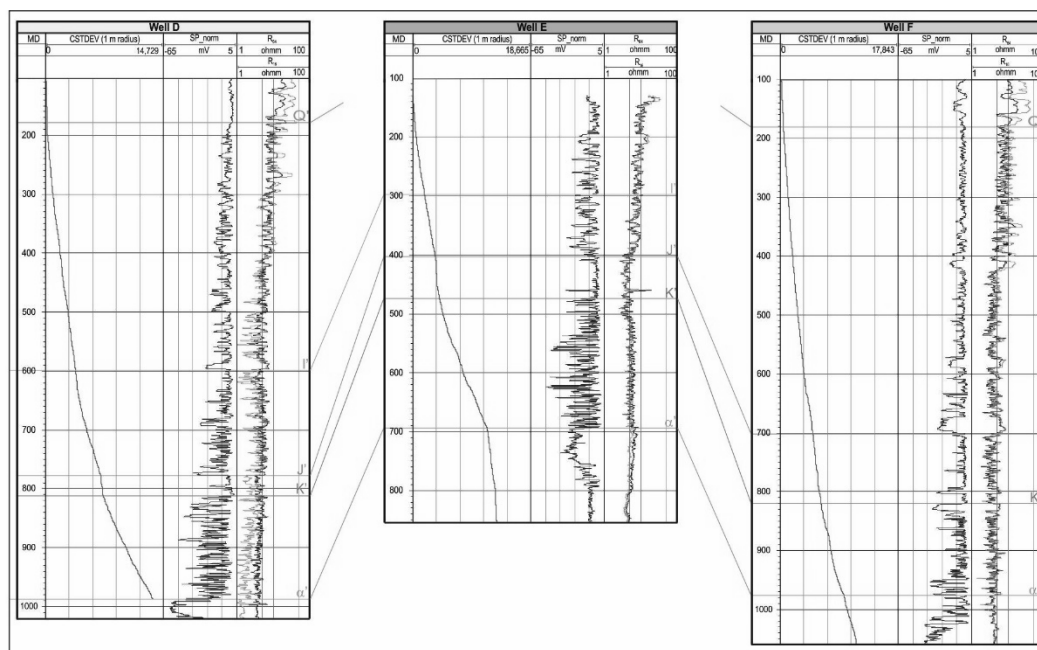 Well D
MD CSTDEV (1 m radius) SP_norm
0 14,729 -65 mV 5 1 ohmm 100
1 ohmm 100
200
300
400
500
600
700
800
900
1000
Q'
I'
J'
K'
α'
Well E
MD CSTDEV (1 m radius) SP_norm
0 18,665 -65 mV 5 1 ohmm 100
1 ohmm 100
100
200
300
400
500
600
700
800
I'
J'
K'
α'
Well F
MD CSTDEV (1 m radius) SP_norm
0 17,843 -65 mV 5 1 ohmm 100
1 ohmm 100
100
200
300
400
500
600
700
800
900
1000